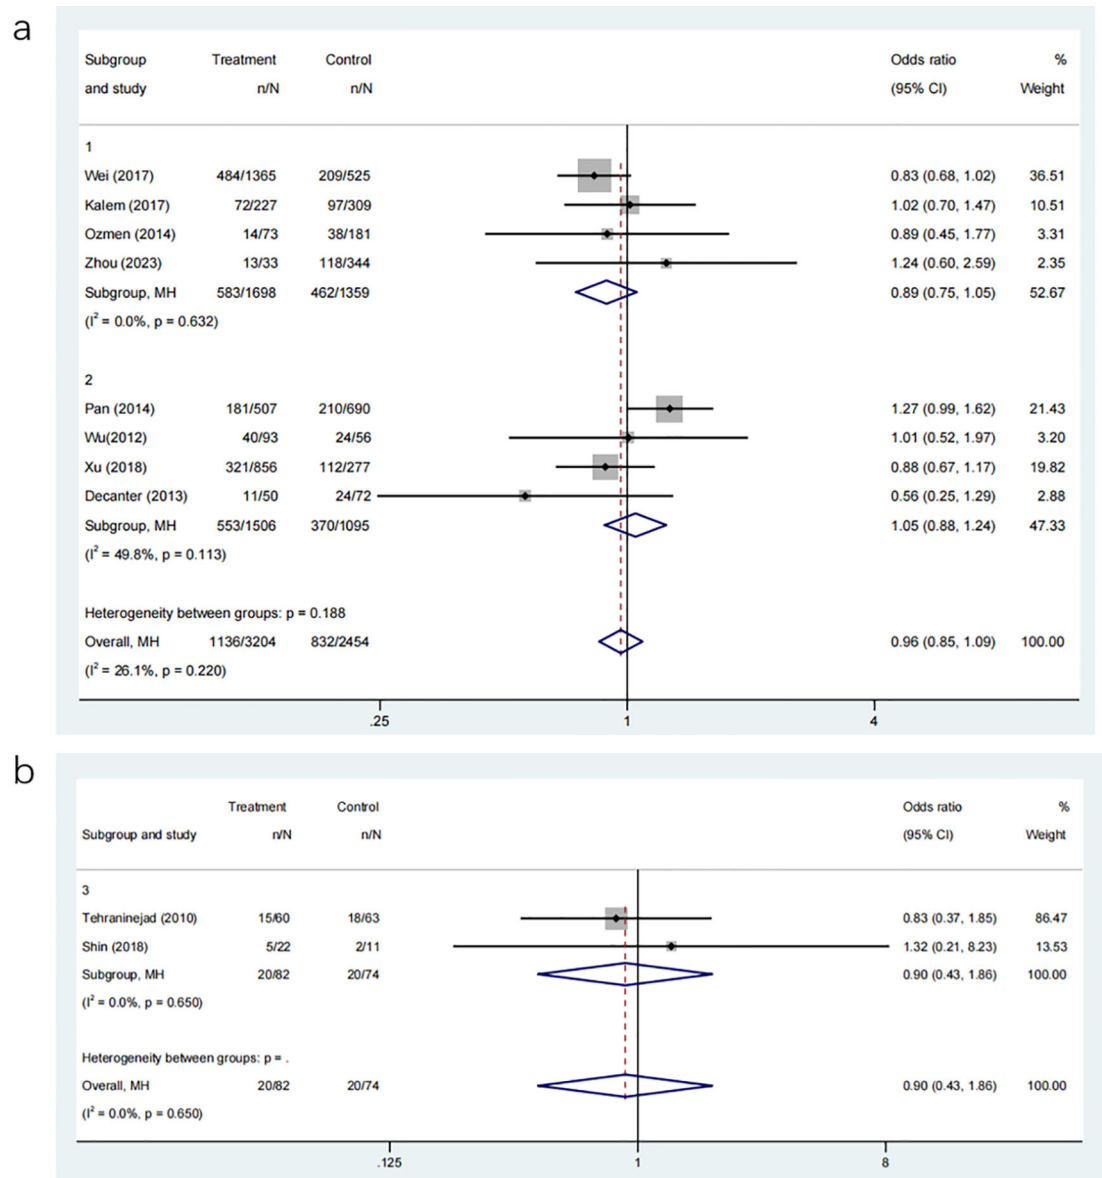 a
Subgroup Treatment Control Odds ratio %
and study n/N n/N (95% CI) Weight
1
Wei (2017) 484/1365 209/525 0.83 (0.68, 1.02) 36.51
Kalem (2017) 72/227 97/309 1.02 (0.70, 1.47) 10.51
Ozmen (2014) 14/73 38/181 0.89 (0.45, 1.77) 3.31
Zhou (2023) 13/33 118/344 1.24 (0.60, 2.59) 2.35
Subgroup, MH 583/1698 462/1359 0.89 (0.75, 1.05) 52.67
(I² = 0.0%, p = 0.632)
2
Pan (2014) 181/507 210/690 1.27 (0.99, 1.62) 21.43
Wu(2012) 40/93 24/56 1.01 (0.52, 1.97) 3.20
Xu (2018) 321/856 112/277 0.88 (0.67, 1.17) 19.82
Decanter (2013) 11/50 24/72 0.56 (0.25, 1.29) 2.88
Subgroup, MH 553/1506 370/1095 1.05 (0.88, 1.24) 47.33
(I² = 49.8%, p = 0.113)
Heterogeneity between groups: p = 0.188
Overall, MH 1136/3204 832/2454 0.96 (0.85, 1.09) 100.00
(I² = 26.1%, p = 0.220)
.25 1 4
b
Treatment Control Odds ratio %
Subgroup and study n/N n/N (95% CI) Weight
3
Tehraninejad (2010) 15/60 18/63 0.83 (0.37, 1.85) 86.47
Shin (2018) 5/22 2/11 1.32 (0.21, 8.23) 13.53
Subgroup, MH 20/82 20/74 0.90 (0.43, 1.86) 100.00
(I² = 0.0%, p = 0.650)
Heterogeneity between groups: p = .
Overall, MH 20/82 20/74 0.90 (0.43, 1.86) 100.00
(I² = 0.0%, p = 0.650)
.125 1 8